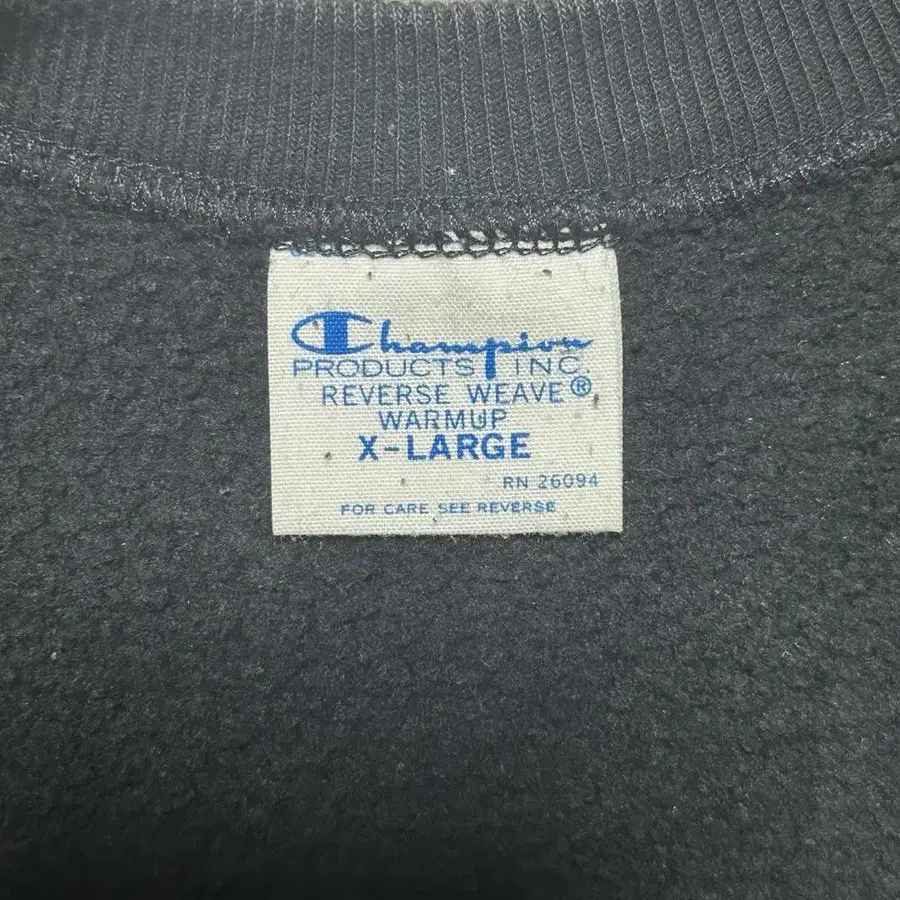 Champion
PRODUCTS INC.
REVERSE WEAVE®
WARMUP
X-LARGE
RN 26094
FOR CARE SEE REVERSE